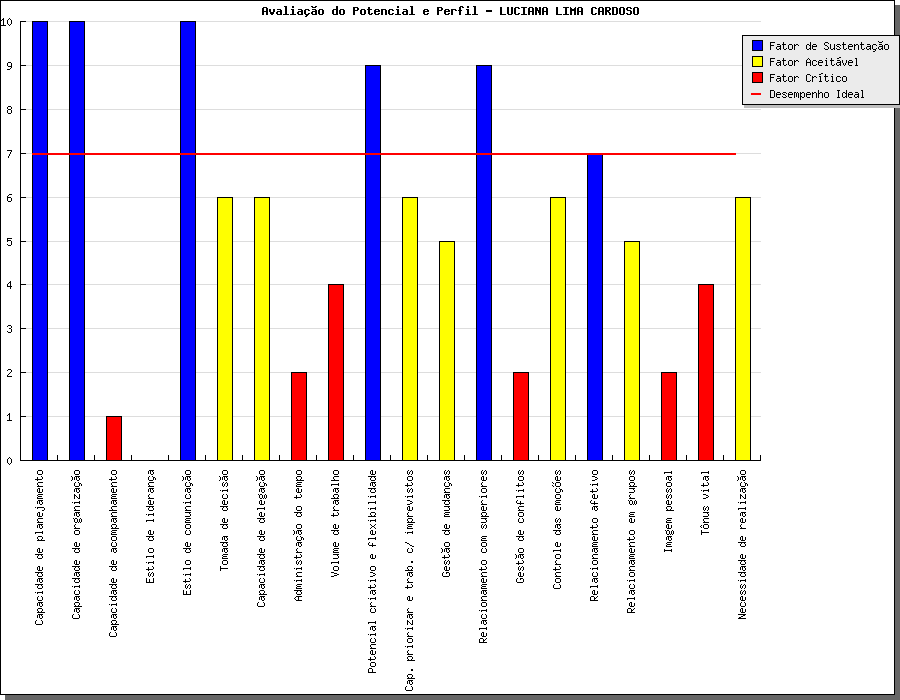 Avaliação do Potencial e Perfil - LUCIANA LIMA CARDOSO
Fator de Sustentação
Fator Aceitável
Fator Crítico
Desempenho Ideal
10
9
8
7
6
5
4
3
2
1
0
Capacidade de planejamento
Capacidade de organização
Capacidade de acompanhamento
Estilo de liderança
Estilo de comunicação
Tomada de decisão
Capacidade de delegação
Administração do tempo
Volume de trabalho
Potencial criativo e flexibilidade
Cap. priorizar e trab. c/ imprevistos
Gestão de mudanças
Relacionamento com superiores
Gestão de conflitos
Controle das emoções
Relacionamento afetivo
Relacionamento em grupos
Imagem pessoal
Tônus vital
Necessidade de realização